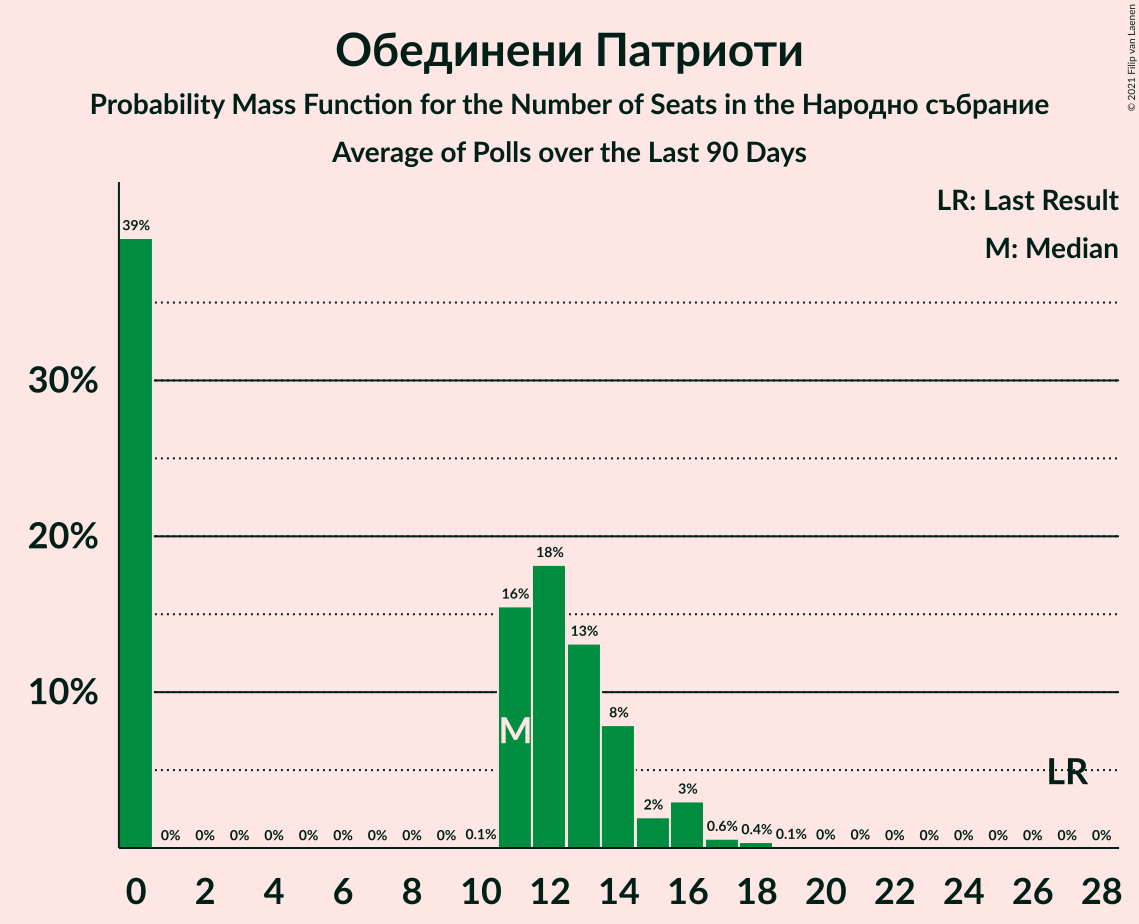 Обединени Патриоти
Probability Mass Function for the Number of Seats in the Народно събрание
Average of Polls over the Last 90 Days
© 2021 Filip van Laenen
LR: Last Result
M: Median
39%
30%
20%
10%
0% 0% 0% 0% 0% 0% 0% 0% 0% 0.1% 16% 18% 13% 8% 2% 3% 0.6% 0.4% 0.1% 0% 0% 0% 0% 0% 0% 0% 0% 0%
M
LR
0 2 4 6 8 10 12 14 16 18 20 22 24 26 28